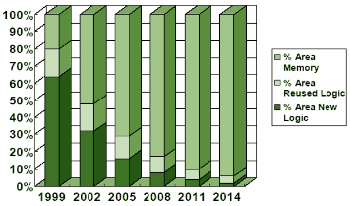 100%
90%
80%
70%
60%
50%
40%
30%
20%
10%
0%
1999 2002 2005 2008 2011 2014
% Area
Memory
% Area
Reused Logic
% Area New
Logic